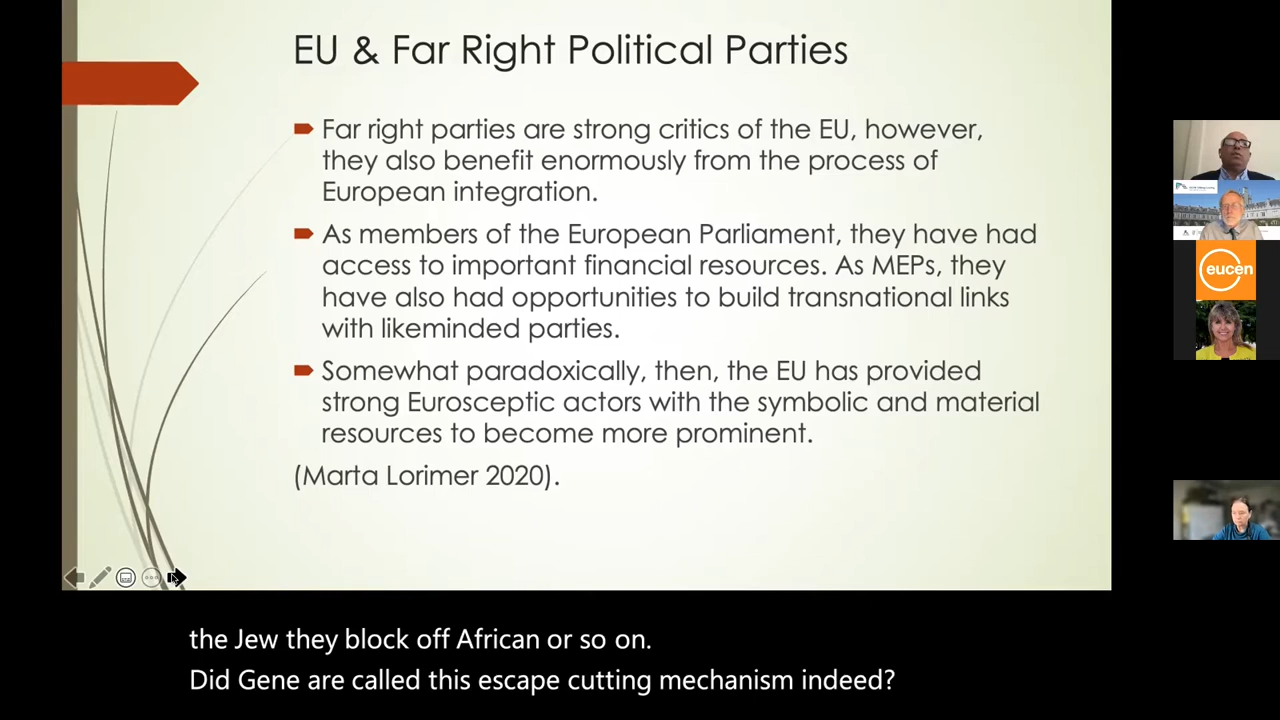 EU & Far Right Political Parties
Far right parties are strong critics of the EU, however,
they also benefit enormously from the process of
European integration.
As members of the European Parliament, they have had
access to important financial resources. As MEPs, they
have also had opportunities to build transnational links
with likeminded parties.
Somewhat paradoxically, then, the EU has provided
strong Eurosceptic actors with the symbolic and material
resources to become more prominent.
(Marta Lorimer 2020).
eucen
the Jew they block off African or so on.
Did Gene are called this escape cutting mechanism indeed?